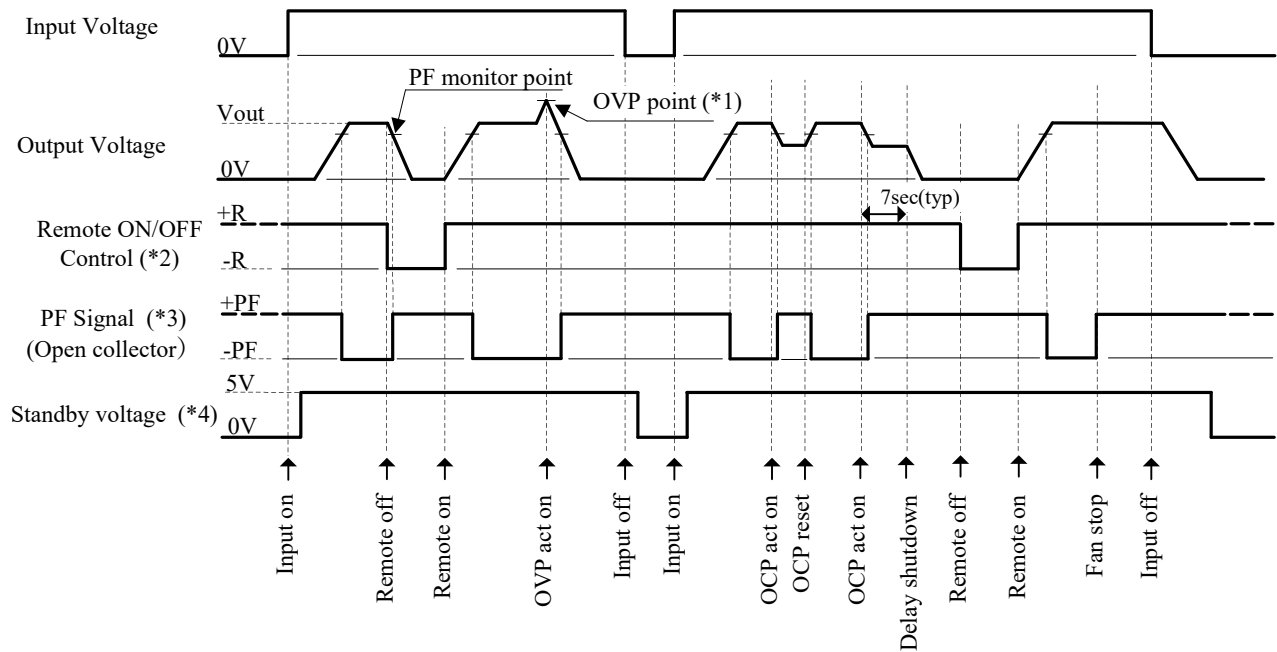 Input Voltage
0V
PF monitor point
OVP point (*1)
Vout
Output Voltage
0V
7sec(typ)
+R
Remote ON/OFF
Control (*2)
-R
+PF
PF Signal (*3)
(Open collector)
-PF
5V
Standby voltage (*4)
0V
Input on
Remote off
Remote on
OVP act on
Input off
Input on
OCP act on
OCP reset
OCP act on
Delay shutdown
Remote off
Remote on
Fan stop
Input off